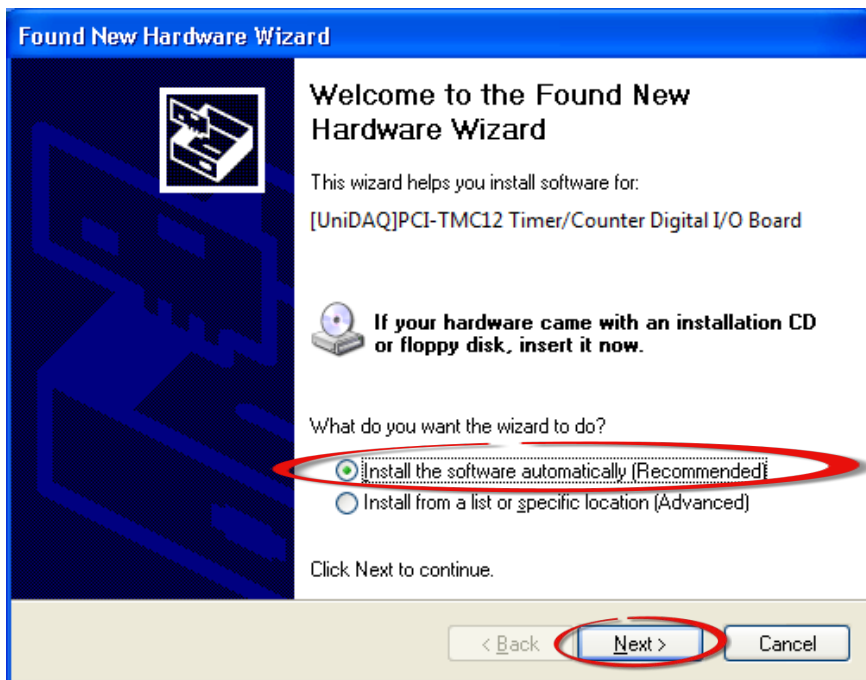 Found New Hardware Wizard
Welcome to the Found New
Hardware Wizard
This wizard helps you install software for:
[UniDAQ]PCI-TMC12 Timer/Counter Digital I/O Board
If your hardware came with an installation CD
or floppy disk, insert it now.
What do you want the wizard to do?
Install the software automatically (Recommended)
Install from a list or specific location (Advanced)
Click Next to continue.
< Back Next > Cancel